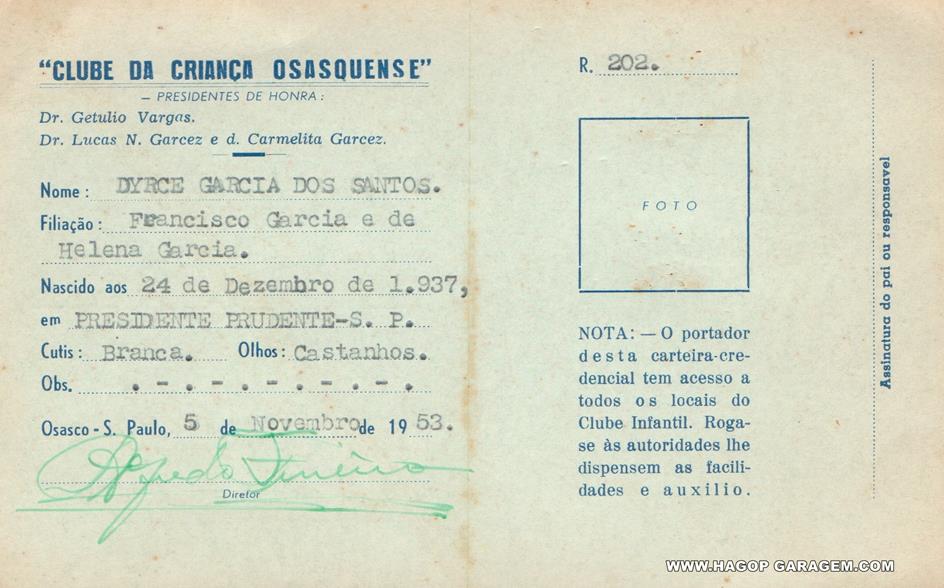 "CLUBE DA CRIANÇA OSASQUENSE"
— PRESIDENTES DE HONRA :
Dr. Getulio Vargas.
Dr. Lucas N. Garcez e d. Carmelita Garcez.
Nome : DYRCE GARCIA DOS SANTOS.
Filiação : Francisco Garcia e de
Helena Garcia.
Nascido aos 24 de Dezembro de 1.937,
em PRESIDENTE PRUDENTE-S. P.
Cutis : Branca. Olhos : Castanhos.
Obs. . - . - . - . - . - .
Osasco - S. Paulo, 5 de Novembro de 19 53.
Alfredo
Diretor
R. 202.
FOTO
NOTA: — O portador
desta carteira-cre-
dencial tem acesso a
todos os locais do
Clube Infantil. Roga-
se às autoridades lhe
dispensem as facili-
dades e auxilio.
Assinatura do pai ou responsavel
WWW.HAGOP GARAGEM.COM